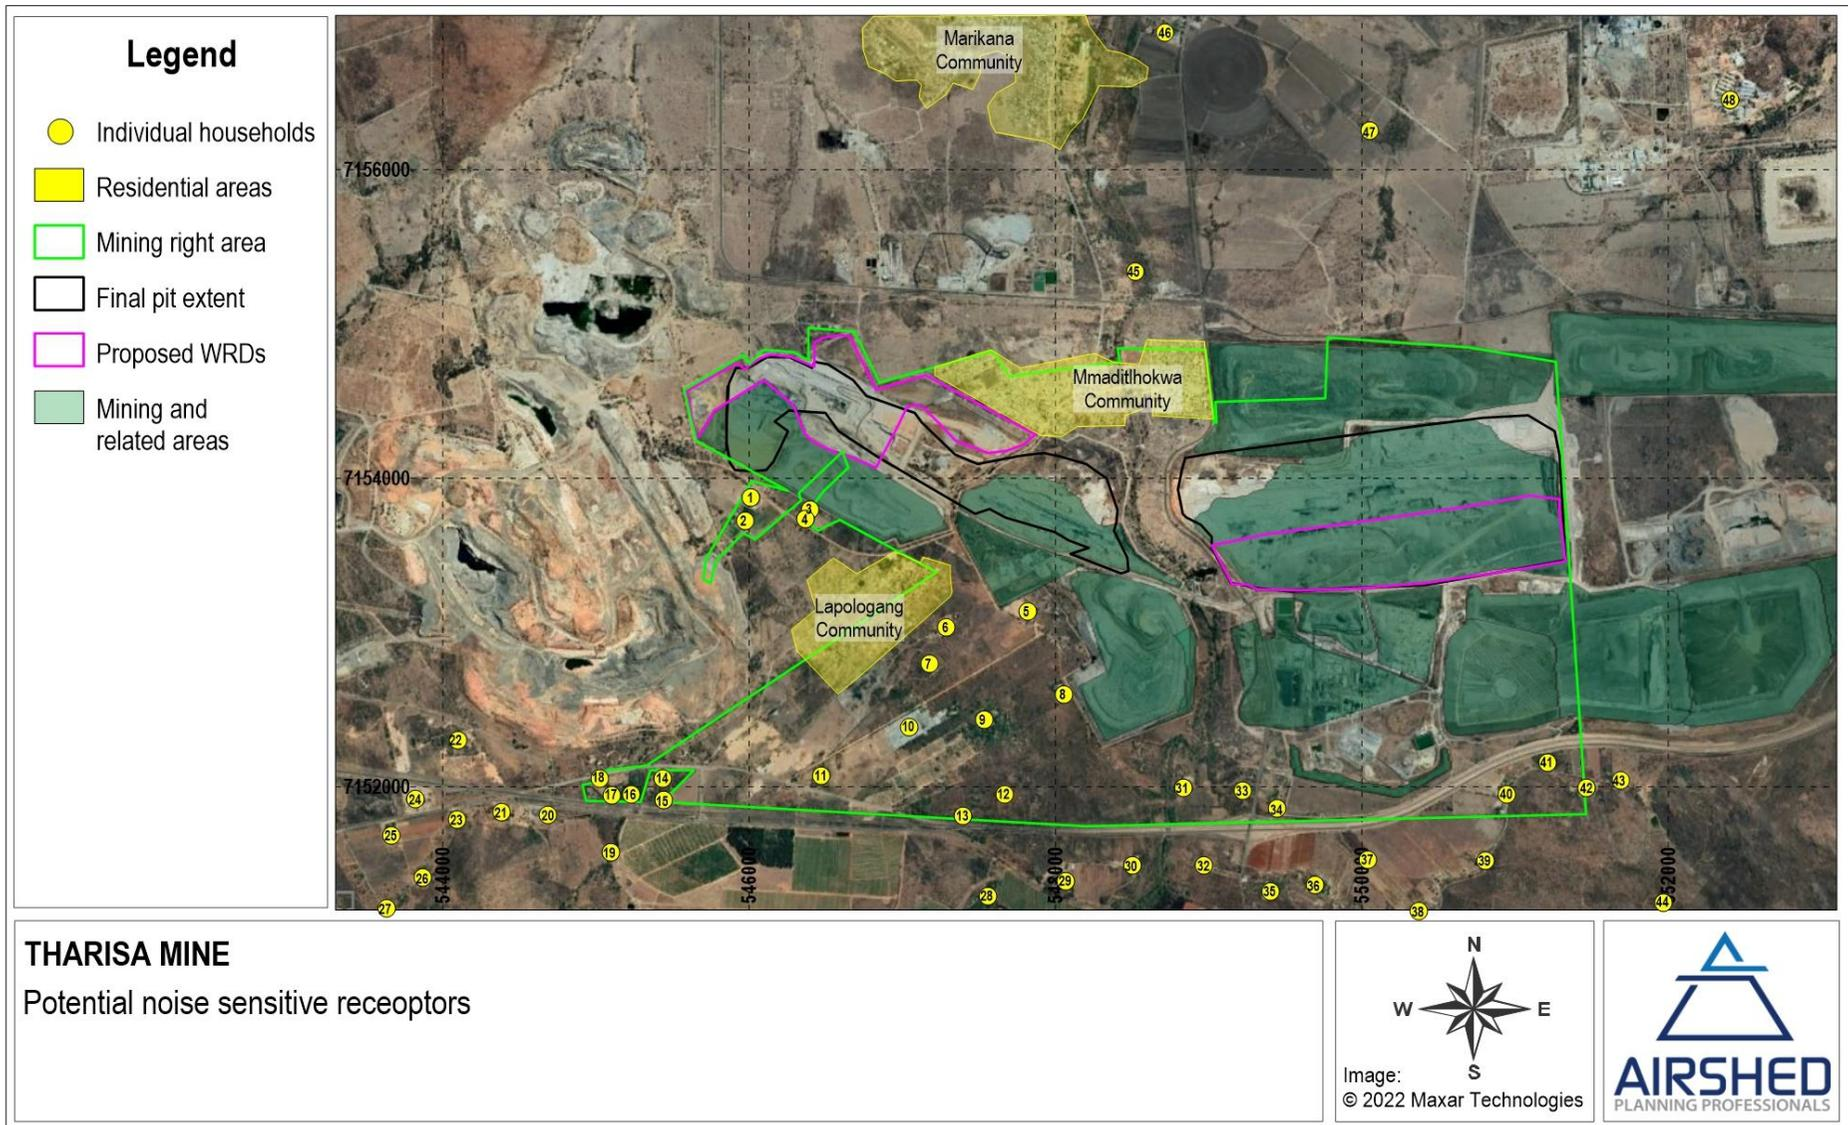 Legend
Individual households
Residential areas
Mining right area
Final pit extent
Proposed WRDs
Mining and
related areas
Marikana
Community
46
48
47
7156000
45
Mmaditlhokwa
Community
7154000
1
2
3
4
Lapologang
Community
5
6
7
8
9
10
22
11
18
14
41
7152000
17
16
15
12
31
33
40
42
43
24
21
20
13
34
23
25
19
26
544000
546000
548000
29
30
32
550000
37
39
552000
27
28
35
36
38
44
THARISA MINE
Potential noise sensitive receoptors
N
W
E
S
Image:
© 2022 Maxar Technologies
AIRSHED
PLANNING PROFESSIONALS